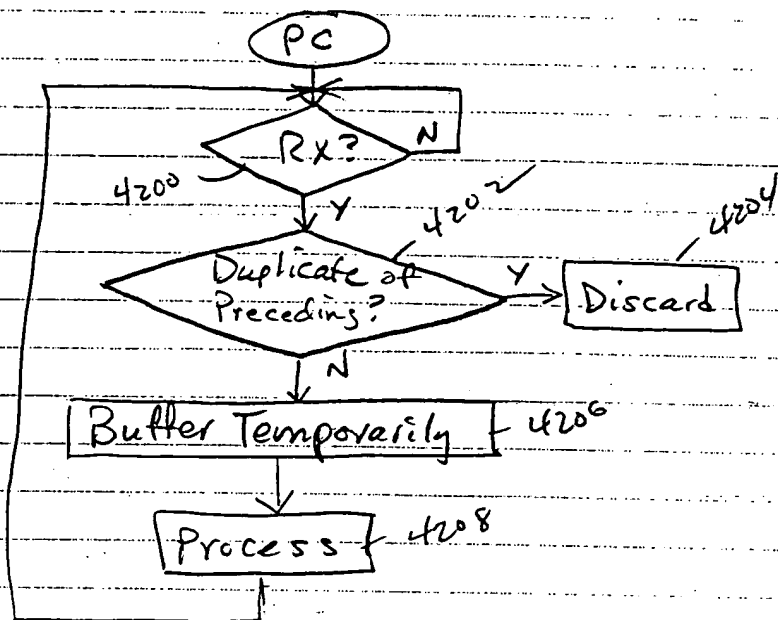 PC
Rx?
N
4200
Y
4202
4204
Duplicate of
Preceding?
Y
Discard
N
Buffer Temporarily
4206
Process
4208